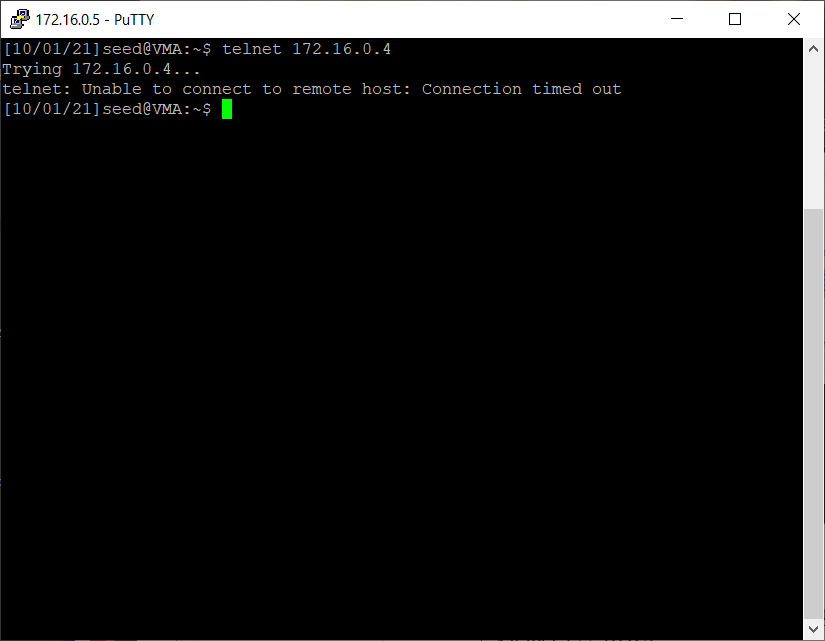 172.16.0.5 - PuTTY
[10/01/21]seed@VMA:~$ telnet 172.16.0.4
Trying 172.16.0.4...
telnet: Unable to connect to remote host: Connection timed out
[10/01/21]seed@VMA:~$